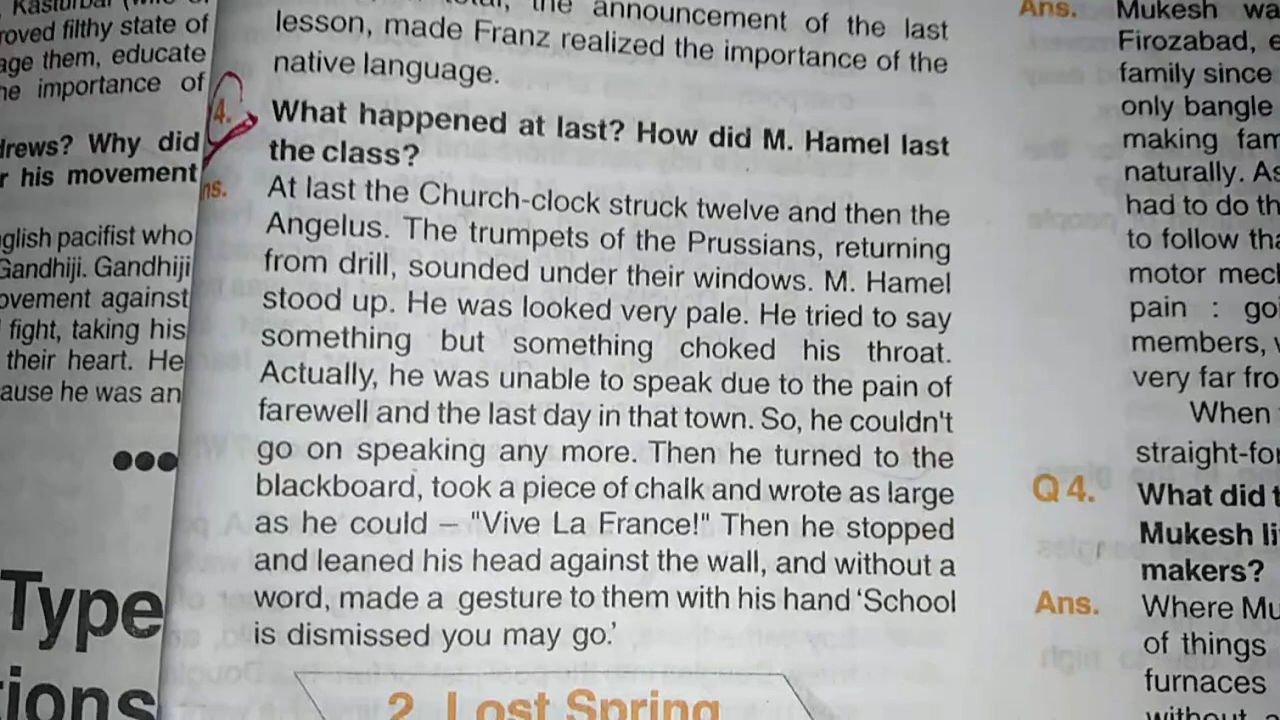 roved filthy state of
age them, educate
he importance of
drews? Why did
r his movement
nglish pacifist who
Gandhiji. Gandhiji
ovement against
fight, taking his
their heart. He
ause he was an
Type
ions
the announcement of the last
lesson, made Franz realized the importance of the
native language.
4. What happened at last? How did M. Hamel last
the class?
ns. At last the Church-clock struck twelve and then the
Angelus. The trumpets of the Prussians, returning
from drill, sounded under their windows. M. Hamel
stood up. He was looked very pale. He tried to say
something but something choked his throat.
Actually, he was unable to speak due to the pain of
farewell and the last day in that town. So, he couldn't
go on speaking any more. Then he turned to the
blackboard, took a piece of chalk and wrote as large
as he could – "Vive La France!" Then he stopped
and leaned his head against the wall, and without a
word, made a gesture to them with his hand ‘School
is dismissed you may go.’
2. Lost Spring
Ans. Mukesh wa
Firozabad, e
family since
only bangle
making fam
naturally. As
had to do th
to follow tha
motor mech
pain : go
members, w
very far fro
When
straight-for
Q 4. What did t
Mukesh li
makers?
Ans. Where Mu
of things
furnaces
without